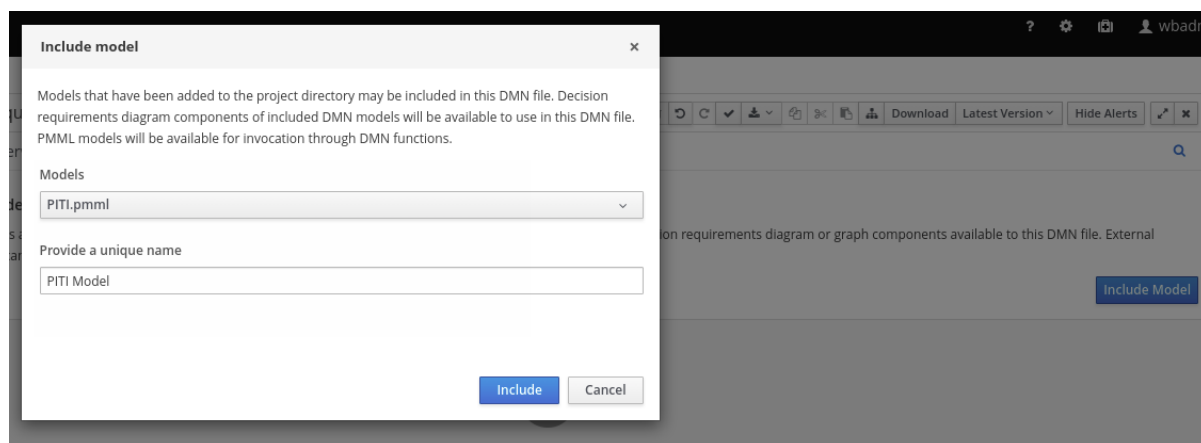 ? wbadm
Include model ×
Models that have been added to the project directory may be included in this DMN file. Decision
requirements diagram components of included DMN models will be available to use in this DMN file.
PMML models will be available for invocation through DMN functions.
Download Latest Version Hide Alerts ×
Models
PITI.pmml
ion requirements diagram or graph components available to this DMN file. External
Provide a unique name
PITI Model
Include Model
Include Cancel